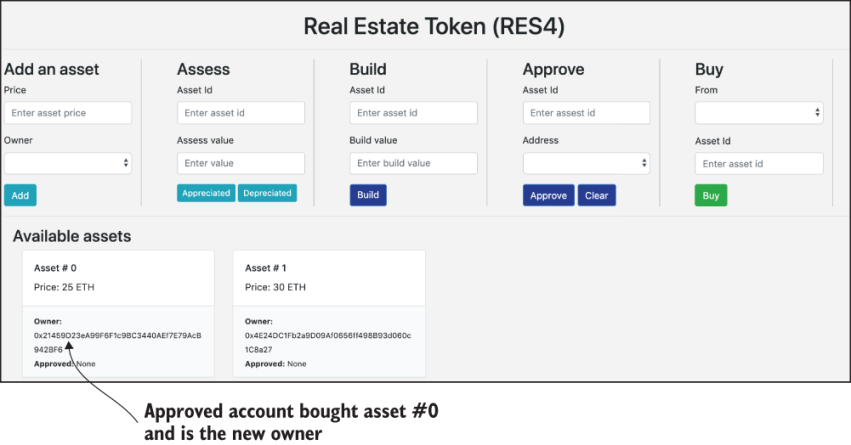 Real Estate Token (RES4)
Add an asset
Price
Enter asset price
Owner
Add
Assess
Asset Id
Enter asset id
Assess value
Enter value
Appreciated Depreciated
Build
Asset Id
Enter asset id
Build value
Enter build value
Build
Approve
Asset Id
Enter assest id
Address
Approve Clear
Buy
From
Asset Id
Enter asset id
Buy
Available assets
Asset # 0
Price: 25 ETH
Owner:
0x21459D23eA99F6F1c9BC3440AEf7E79AcB
942BF6
Approved: None
Asset # 1
Price: 30 ETH
Owner:
0x4E24DC1Fb2a9D09Af0656ff498B93d060c
1C8a27
Approved: None
Approved account bought asset #0
and is the new owner